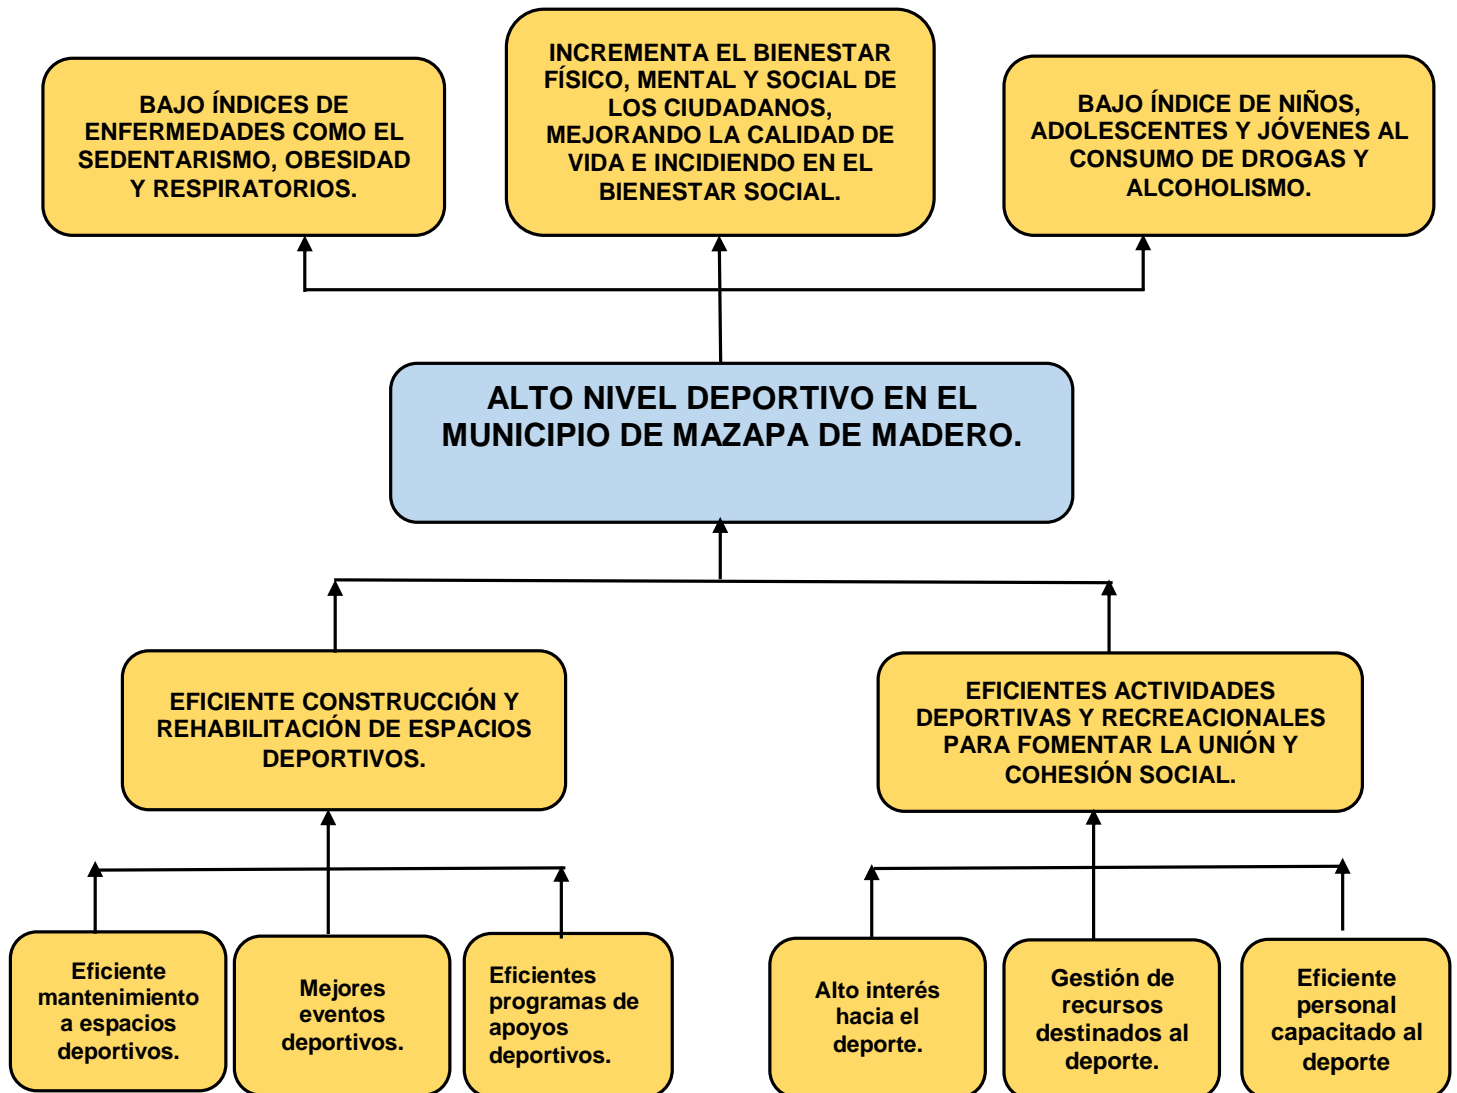 BAJO ÍNDICES DE
ENFERMEDADES COMO EL
SEDENTARISMO, OBESIDAD
Y RESPIRATORIOS.
INCREMENTA EL BIENESTAR
FÍSICO, MENTAL Y SOCIAL DE
LOS CIUDADANOS,
MEJORANDO LA CALIDAD DE
VIDA E INCIDIENDO EN EL
BIENESTAR SOCIAL.
BAJO ÍNDICE DE NIÑOS,
ADOLESCENTES Y JÓVENES AL
CONSUMO DE DROGAS Y
ALCOHOLISMO.
ALTO NIVEL DEPORTIVO EN EL
MUNICIPIO DE MAZAPA DE MADERO.
EFICIENTE CONSTRUCCIÓN Y
REHABILITACIÓN DE ESPACIOS
DEPORTIVOS.
EFICIENTES ACTIVIDADES
DEPORTIVAS Y RECREACIONALES
PARA FOMENTAR LA UNIÓN Y
COHESIÓN SOCIAL.
Eficiente
mantenimiento
a espacios
deportivos.
Mejores
eventos
deportivos.
Eficientes
programas de
apoyos
deportivos.
Alto interés
hacia el
deporte.
Gestión de
recursos
destinados al
deporte.
Eficiente
personal
capacitado al
deporte